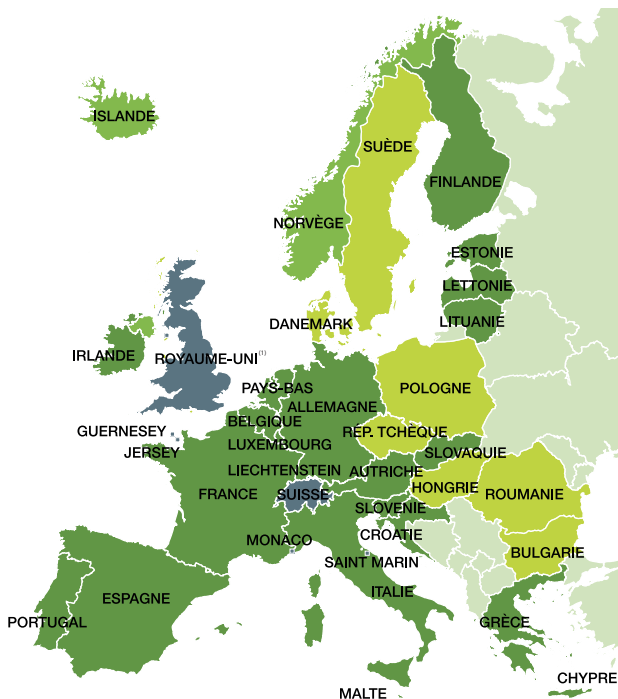 ISLANDE
SUÈDE
FINLANDE
NORVÈGE
ESTONIE
LETTONIE
LITUANIE
DANEMARK
IRLANDE
ROYAUME-UNI(1)
PAYS-BAS
POLOGNE
ALLEMAGNE
BELGIQUE
GUERNESEY
RÉP. TCHÈQUE
LUXEMBOURG
JERSEY
SLOVAQUIE
LIECHTENSTEIN
AUTRICHE
FRANCE
SUISSE
HONGRIE
ROUMANIE
SLOVENIE
CROATIE
MONACO
BULGARIE
SAINT MARIN
ITALIE
ESPAGNE
PORTUGAL
GRÈCE
CHYPRE
MALTE